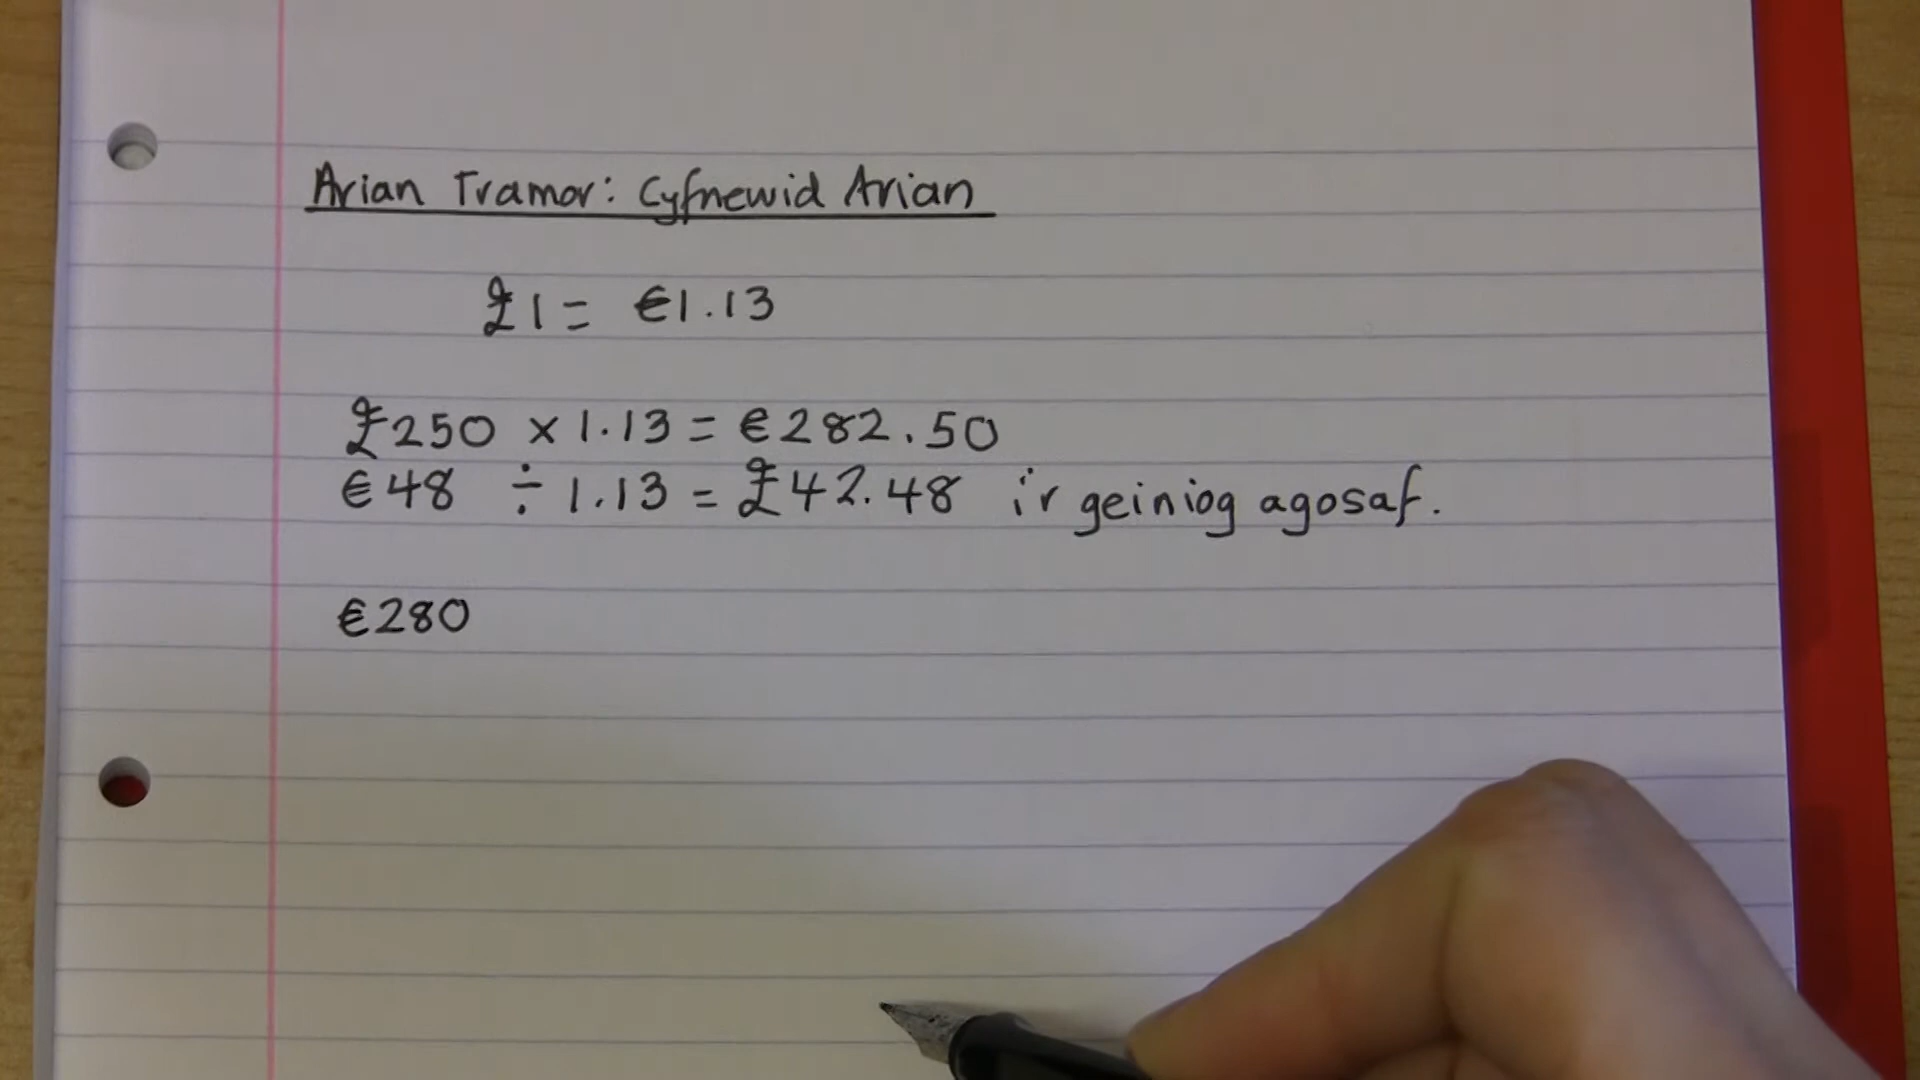 Arian Tramor: Cyfnewid Arian
£1 = €1.13
£250 × 1.13 = €282.50
€48 ÷ 1.13 = £42.48 i'r geiniog agosaf.
€280